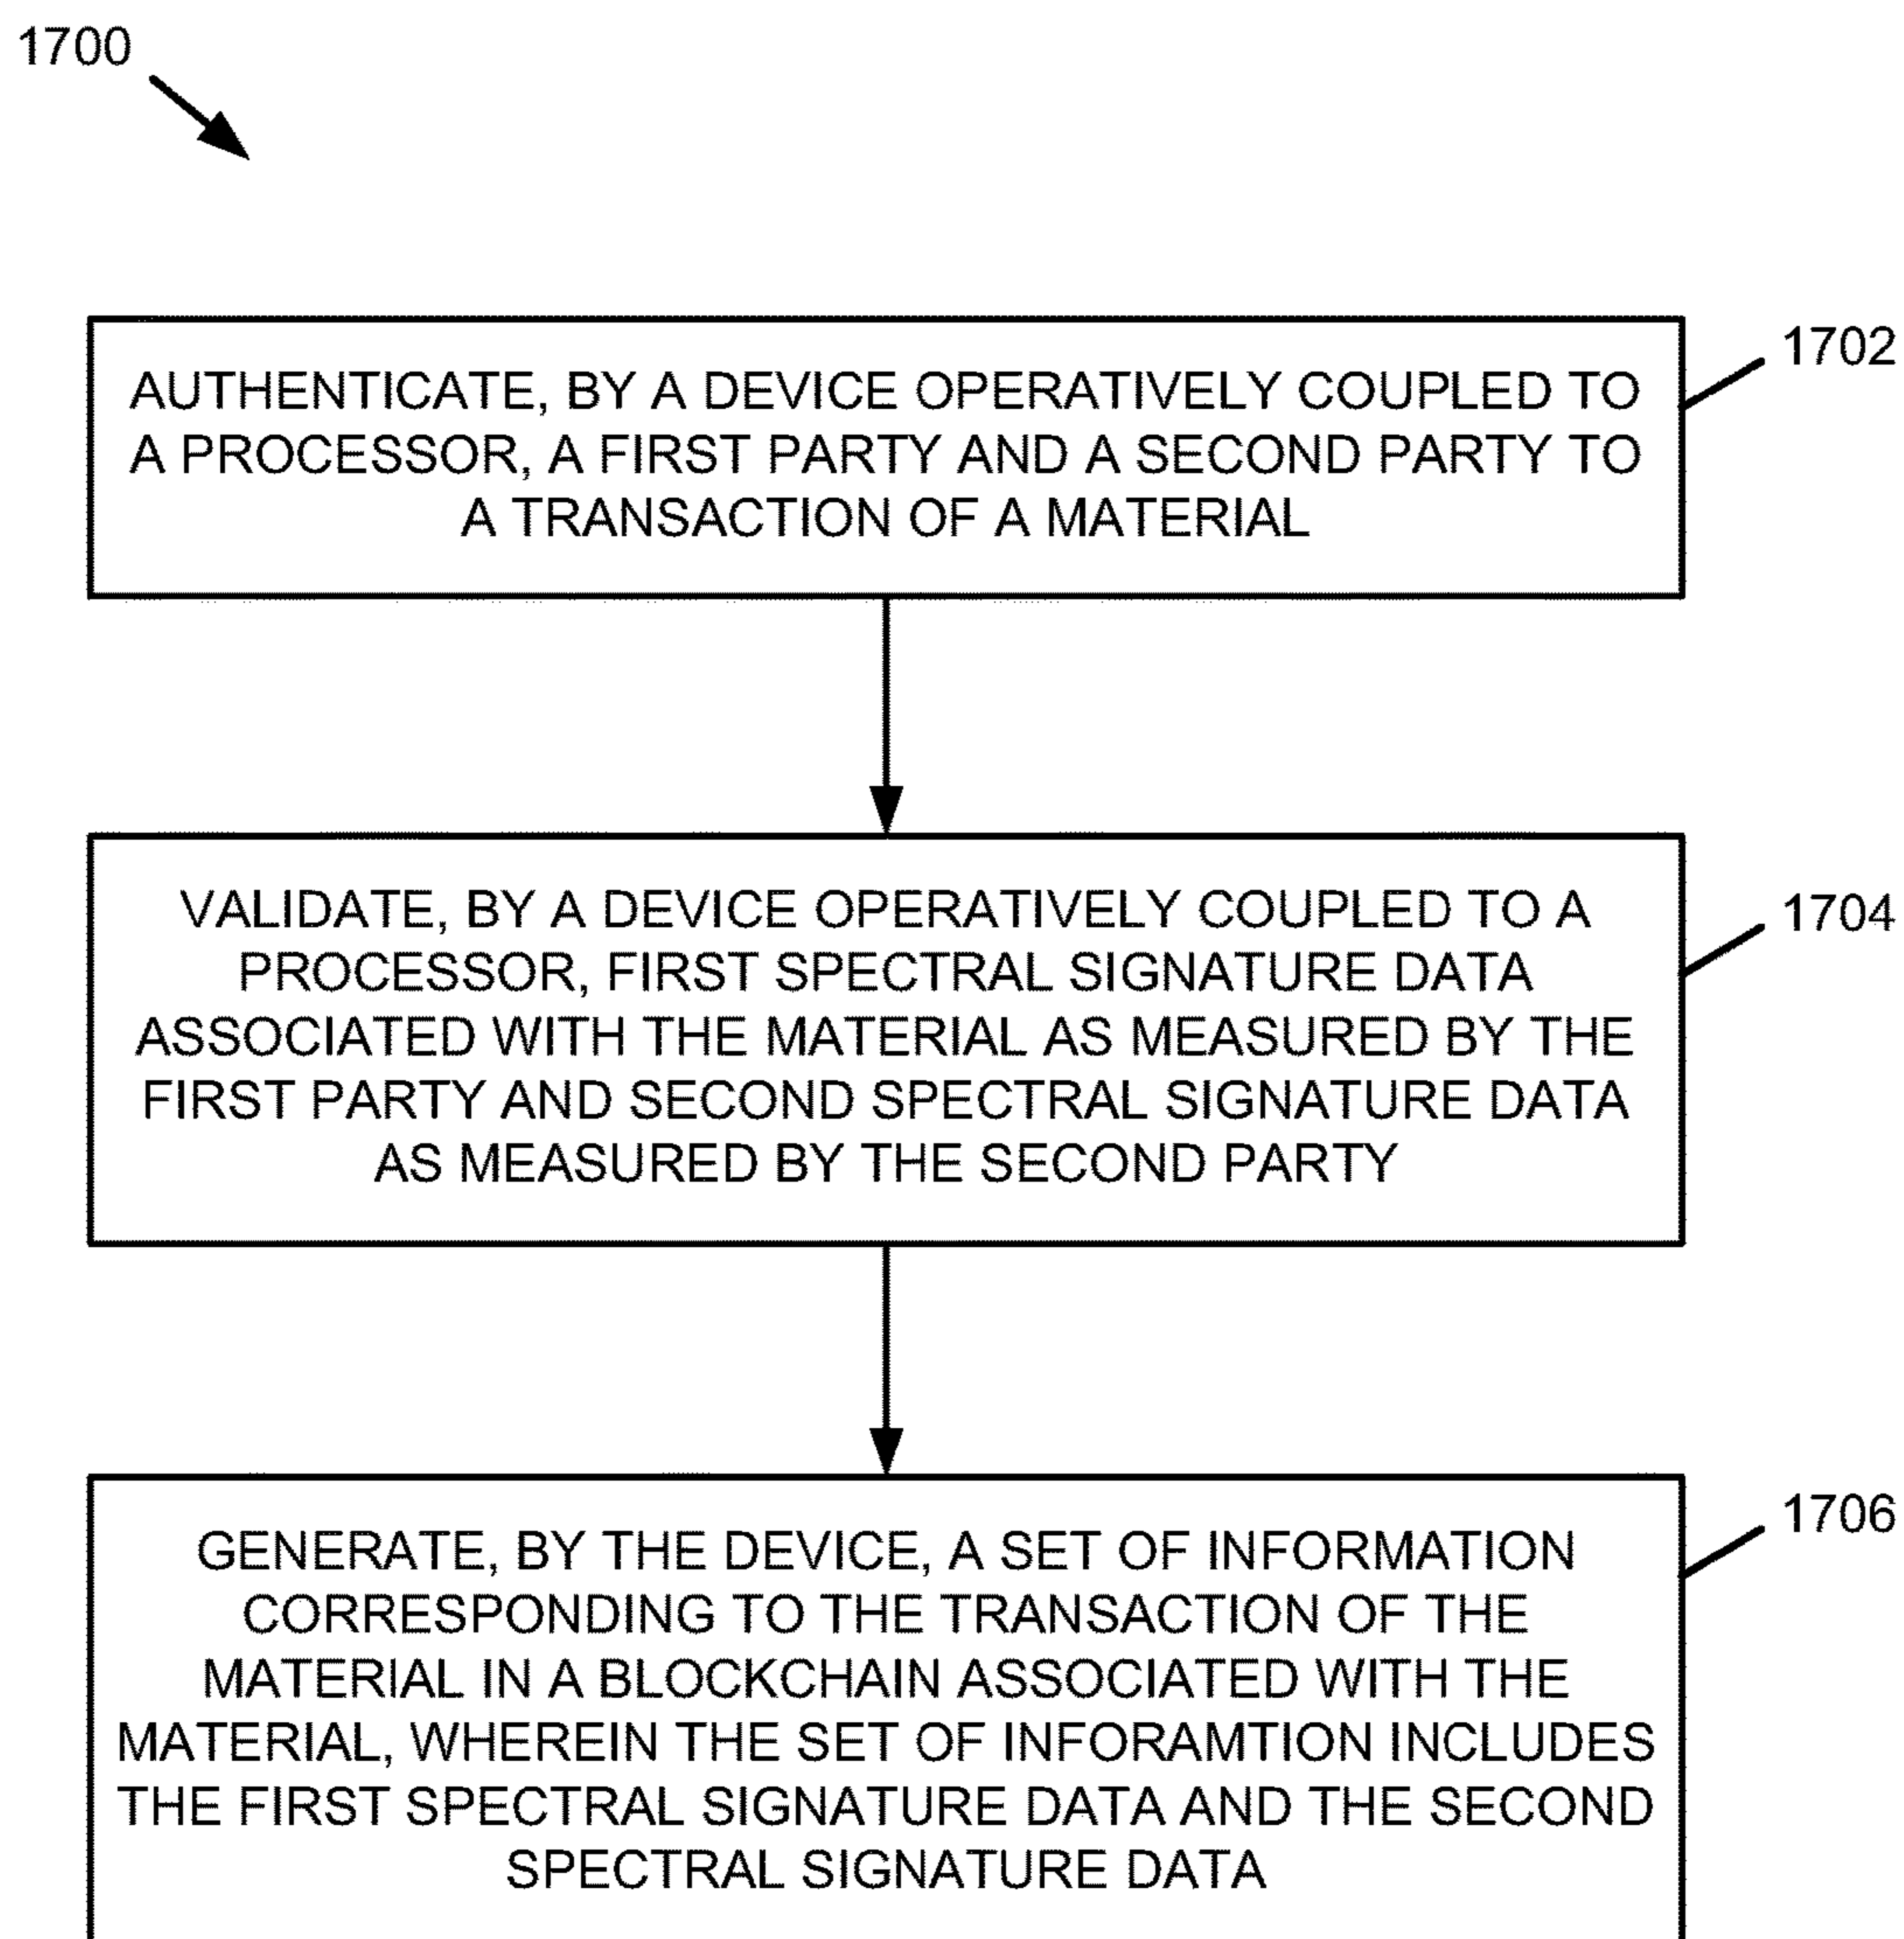 1700
1702
AUTHENTICATE, BY A DEVICE OPERATIVELY COUPLED TO
A PROCESSOR, A FIRST PARTY AND A SECOND PARTY TO
A TRANSACTION OF A MATERIAL
1704
VALIDATE, BY A DEVICE OPERATIVELY COUPLED TO A
PROCESSOR, FIRST SPECTRAL SIGNATURE DATA
ASSOCIATED WITH THE MATERIAL AS MEASURED BY THE
FIRST PARTY AND SECOND SPECTRAL SIGNATURE DATA
AS MEASURED BY THE SECOND PARTY
1706
GENERATE, BY THE DEVICE, A SET OF INFORMATION
CORRESPONDING TO THE TRANSACTION OF THE
MATERIAL IN A BLOCKCHAIN ASSOCIATED WITH THE
MATERIAL, WHEREIN THE SET OF INFORAMTION INCLUDES
THE FIRST SPECTRAL SIGNATURE DATA AND THE SECOND
SPECTRAL SIGNATURE DATA